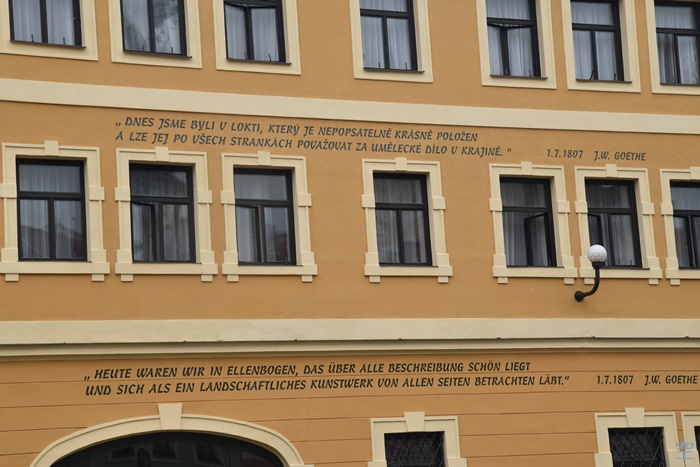 „ DNES JSME BYLI V LOKTI, KTERÝ JE NEPOPSATELNĚ KRÁSNĚ POLOŽEN
A LZE JEJ PO VŠECH STRANKÁCH POVAŽOVAT ZA UMĚLECKÉ DÍLO V KRAJINĚ. " 1.7.1807 J.W. GOETHE
„ HEUTE WAREN WIR IN ELLENBOGEN, DAS ÜBER ALLE BESCHREIBUNG SCHÖN LIEGT
UND SICH ALS EIN LANDSCHAFTLICHES KUNSTWERK VON ALLEN SEITEN BETRACHTEN LÄßT." 1.7.1807 J.W. GOETHE